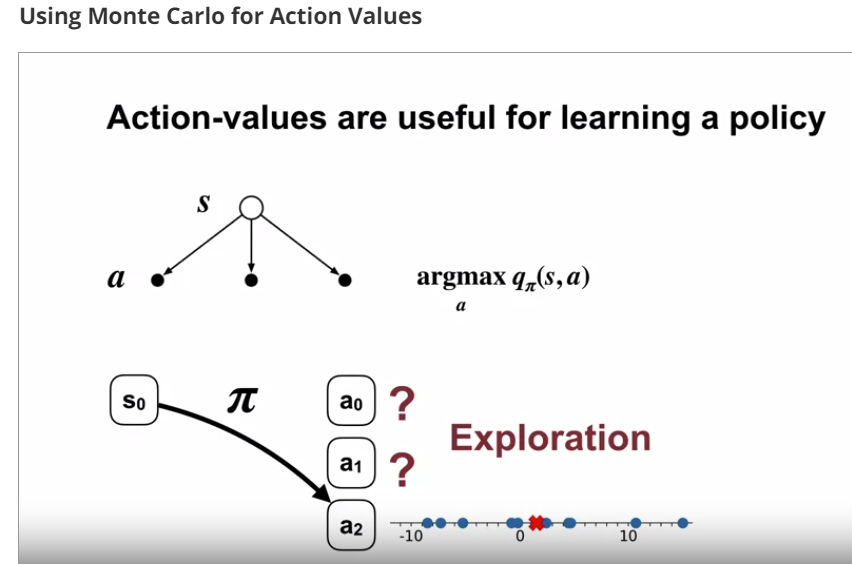 Using Monte Carlo for Action Values
Action-values are useful for learning a policy
s
a
argmax qπ(s, a)
a
s0
π
a0 ?
Exploration
a1 ?
a2
-10 0 10